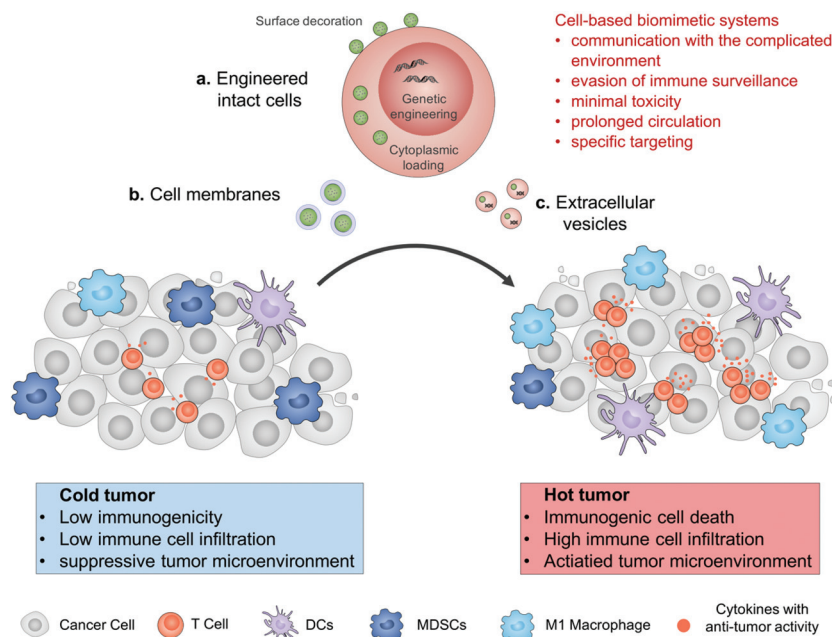 Surface decoration
a. Engineered
intact cells
Genetic
engineering
Cytoplasmic
loading
Cell-based biomimetic systems
• communication with the complicated
environment
• evasion of immune surveillance
• minimal toxicity
• prolonged circulation
• specific targeting
b. Cell membranes
c. Extracellular
vesicles
Cold tumor
• Low immunogenicity
• Low immune cell infiltration
• suppressive tumor microenvironment
Hot tumor
• Immunogenic cell death
• High immune cell infiltration
• Actiatied tumor microenvironment
Cancer Cell
T Cell
DCs
MDSCs
M1 Macrophage
Cytokines with
anti-tumor activity